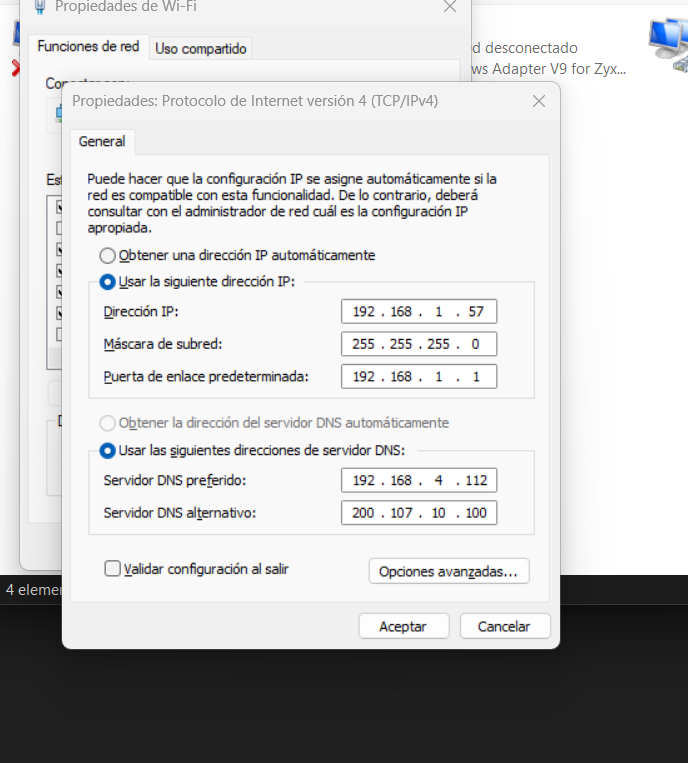 Propiedades de Wi-Fi
Funciones de red
Uso compartido
d desconectado
ws Adapter V9 for Zyx...
Propiedades: Protocolo de Internet versión 4 (TCP/IPv4)
General
Puede hacer que la configuración IP se asigne automáticamente si la
red es compatible con esta funcionalidad. De lo contrario, deberá
consultar con el administrador de red cuál es la configuración IP
apropiada.
Obtener una dirección IP automáticamente
Usar la siguiente dirección IP:
Dirección IP: 192 . 168 . 1 . 57
Máscara de subred: 255 . 255 . 255 . 0
Puerta de enlace predeterminada: 192 . 168 . 1 . 1
Obtener la dirección del servidor DNS automáticamente
Usar las siguientes direcciones de servidor DNS:
Servidor DNS preferido: 192 . 168 . 4 . 112
Servidor DNS alternativo: 200 . 107 . 10 . 100
Validar configuración al salir
Opciones avanzadas...
4 elemen
Aceptar
Cancelar